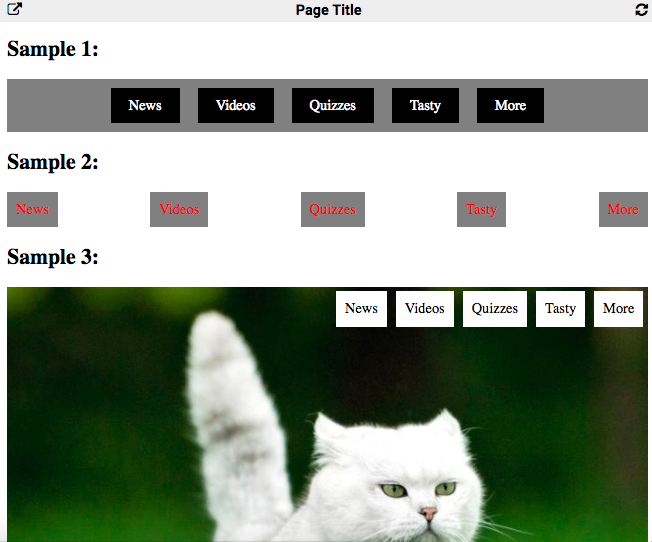 Page Title
Sample 1:
News Videos Quizzes Tasty More
Sample 2:
News Videos Quizzes Tasty More
Sample 3:
News Videos Quizzes Tasty More